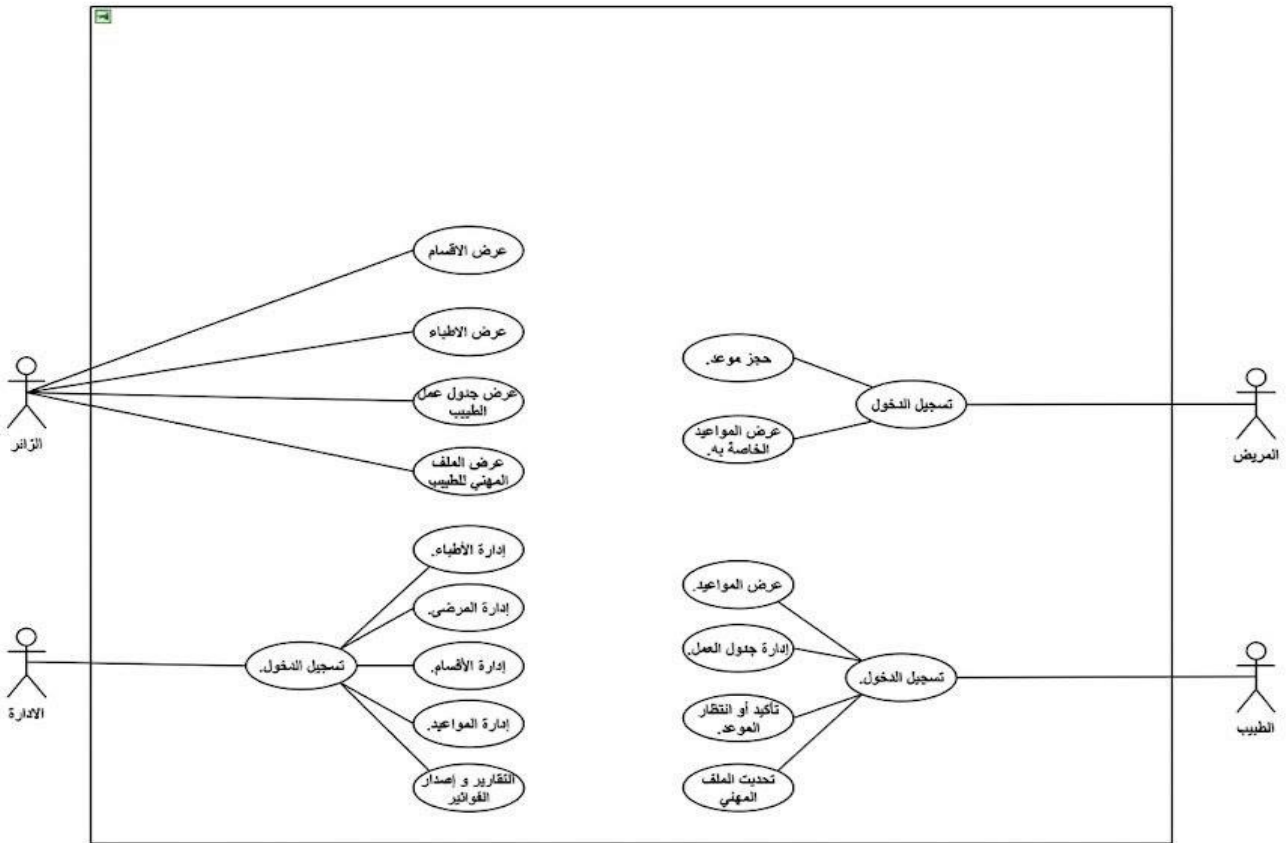 عرض الاقسام
عرض الاطباء
عرض جدول عمل
الطبيب
عرض الملف
المهني للطبيب
الزائر
حجز موعد.
عرض المواعيد
الخاصة به.
تسجيل الدخول
المريض
إدارة الأطباء.
إدارة المرضى.
إدارة الأقسام.
إدارة المواعيد.
التقارير و إصدار
الفواتير
تسجيل الدخول.
الادارة
عرض المواعيد.
إدارة جدول العمل.
تأكيد أو انتظار
الموعد.
تحديث الملف
المهني
تسجيل الدخول.
الطبيب